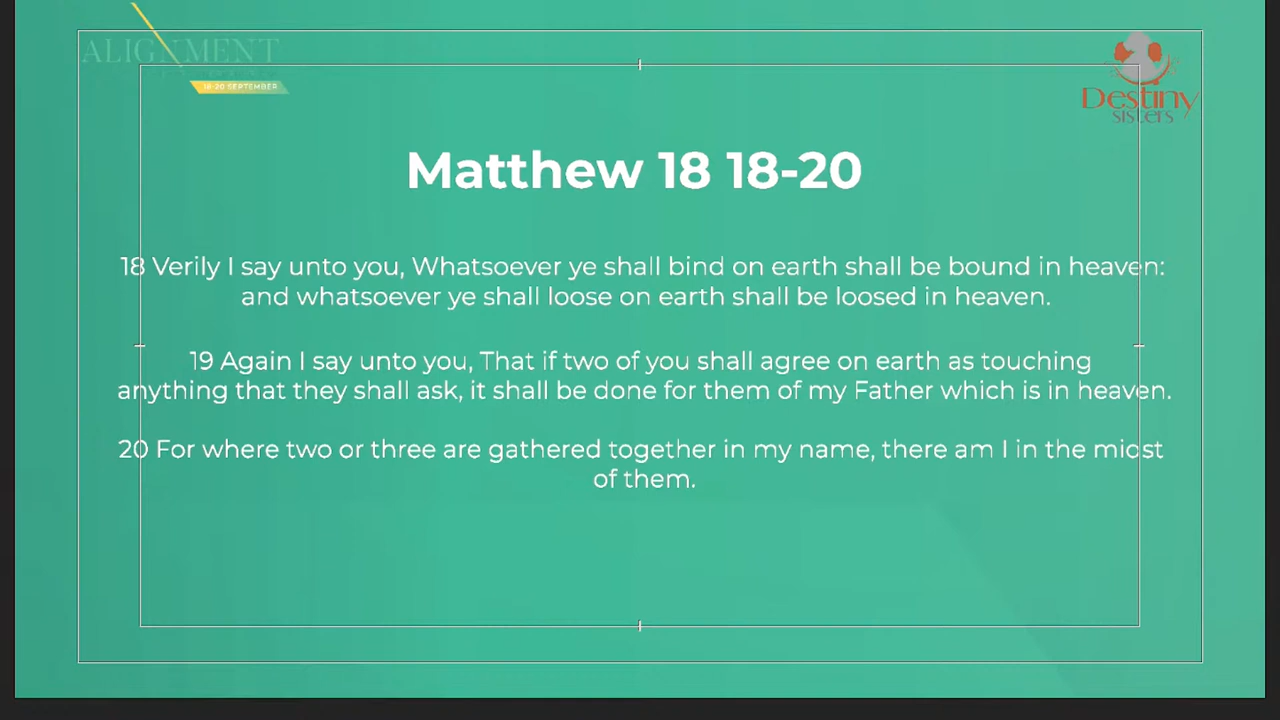 ALIGNMENT
18-20 SEPTEMBER
Destiny
sisters
Matthew 18 18-20
18 Verily I say unto you, Whatsoever ye shall bind on earth shall be bound in heaven:
and whatsoever ye shall loose on earth shall be loosed in heaven.
19 Again I say unto you, That if two of you shall agree on earth as touching
anything that they shall ask, it shall be done for them of my Father which is in heaven.
20 For where two or three are gathered together in my name, there am I in the midst
of them.